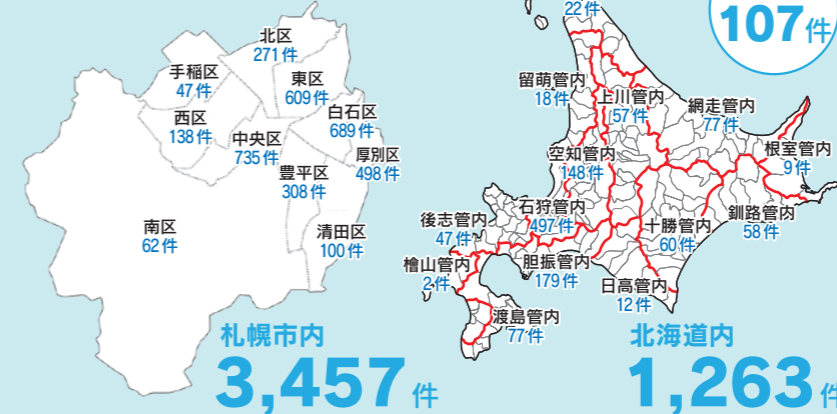 北区
271件
手稲区
47件
東区
609件
西区
138件
白石区
689件
中央区
735件
厚別区
498件
豊平区
308件
南区
62件
清田区
100件
札幌市内
3,457件
22件
107件
留萌管内
18件
上川管内
57件
網走管内
77件
空知管内
148件
根室管内
9件
石狩管内
497件
後志管内
47件
十勝管内
60件
釧路管内
58件
檜山管内
2件
胆振管内
179件
日高管内
12件
渡島管内
77件
北海道内
1,263件